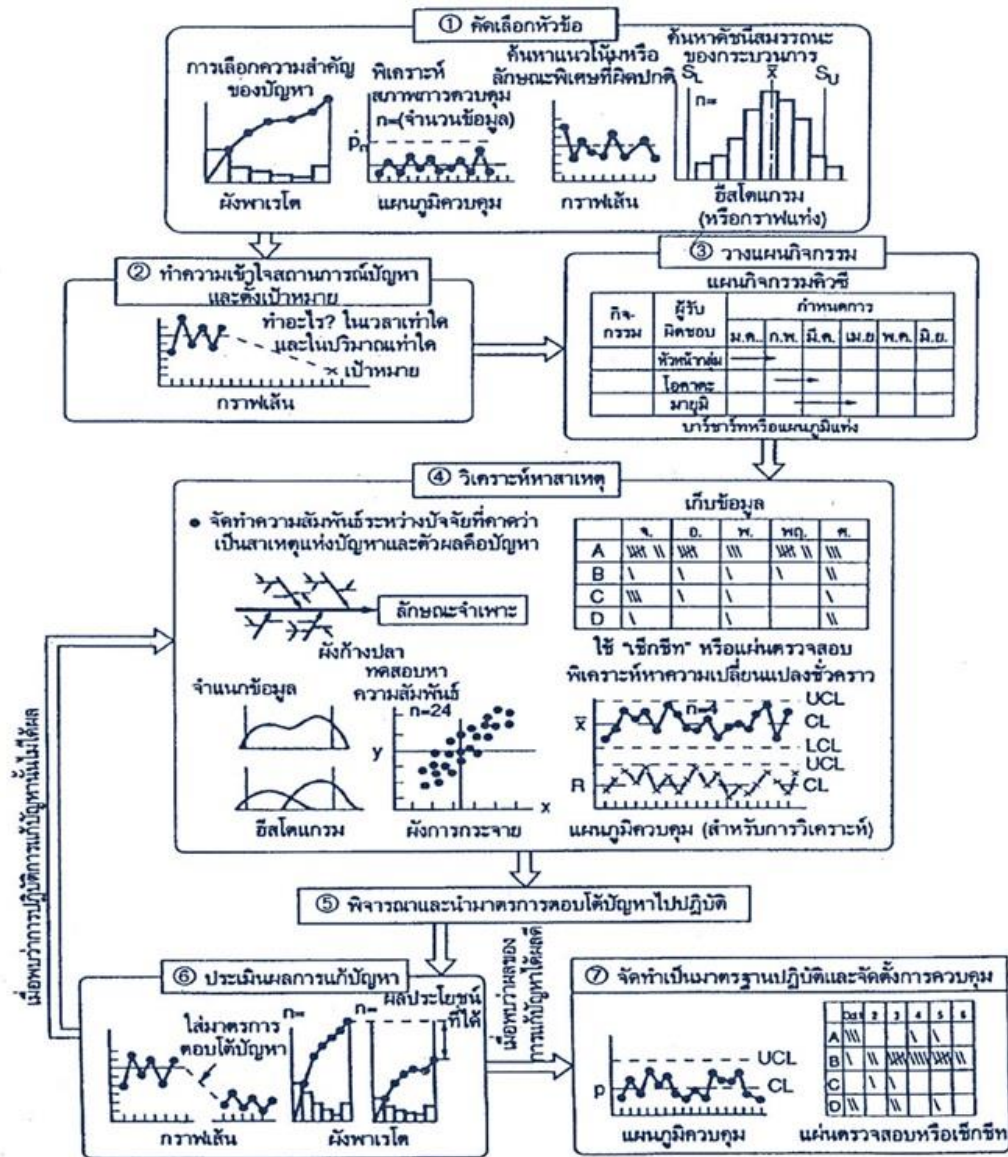 ① คัดเลือกหัวข้อ
การเลือกความสำคัญ
ของปัญหา
ผังพาเรโต
พิเคราะห์
สภาพการควบคุม
n=(จำนวนข้อมูล)
แผนภูมิควบคุม
ค้นหาแนวโน้มหรือ
ลักษณะพิเศษที่ผิดปกติ
กราฟเส้น
ค้นหาดัชนีสมรรถนะ
ของกระบวนการ
S_L x̄ S_U
n=
ฮีสโตแกรม
(หรือกราฟแท่ง)
② ทำความเข้าใจสถานการณ์ปัญหา
และตั้งเป้าหมาย
ทำอะไร? ในเวลาเท่าใด
และในปริมาณเท่าใด
× เป้าหมาย
กราฟเส้น
③ วางแผนกิจกรรม
แผนกิจกรรมคิวซี
กิจ-
กรรม
ผู้รับ
ผิดชอบ
กำหนดการ
ม.ค. ก.พ. มี.ค. เม.ย พ.ค. มิ.ย.
หัวหน้ากลุ่ม
โอคาดะ
มายูมิ
บาร์ชาร์ทหรือแผนภูมิแท่ง
④ วิเคราะห์หาสาเหตุ
● จัดทำความสัมพันธ์ระหว่างปัจจัยที่คาดว่า
เป็นสาเหตุแห่งปัญหาและตัวผลคือปัญหา
ลักษณะจำเพาะ
ผังก้างปลา
จำแนกข้อมูล
ฮีสโตแกรม
ทดสอบหา
ความสัมพันธ์
n=24
y
x
ผังการกระจาย
เก็บข้อมูล
จ. อ. พ. พฤ. ศ.
A
B
C
D
ใช้ "เช็กชีท" หรือแผ่นตรวจสอบ
พิเคราะห์หาความเปลี่ยนแปลงชั่วคราว
UCL
n=4
x̄ CL
LCL
UCL
R CL
แผนภูมิควบคุม (สำหรับการวิเคราะห์)
⑤ พิจารณาและนำมาตรการตอบโต้ปัญหาไปปฏิบัติ
เมื่อพบว่าการปฏิบัติการแก้ปัญหานั้นไม่ได้ผล
⑥ ประเมินผลการแก้ปัญหา
ใส่มาตรการ
ตอบโต้ปัญหา
กราฟเส้น
n= n=
ผลประโยชน์
ที่ได้
ผังพาเรโต
เมื่อพบว่าผลของ
การแก้ปัญหาได้ผลดี
⑦ จัดทำเป็นมาตรฐานปฏิบัติและจัดตั้งการควบคุม
UCL
p CL
แผนภูมิควบคุม
2 3 4 5 6
A
B
C
D
แผ่นตรวจสอบหรือเช็กชีท